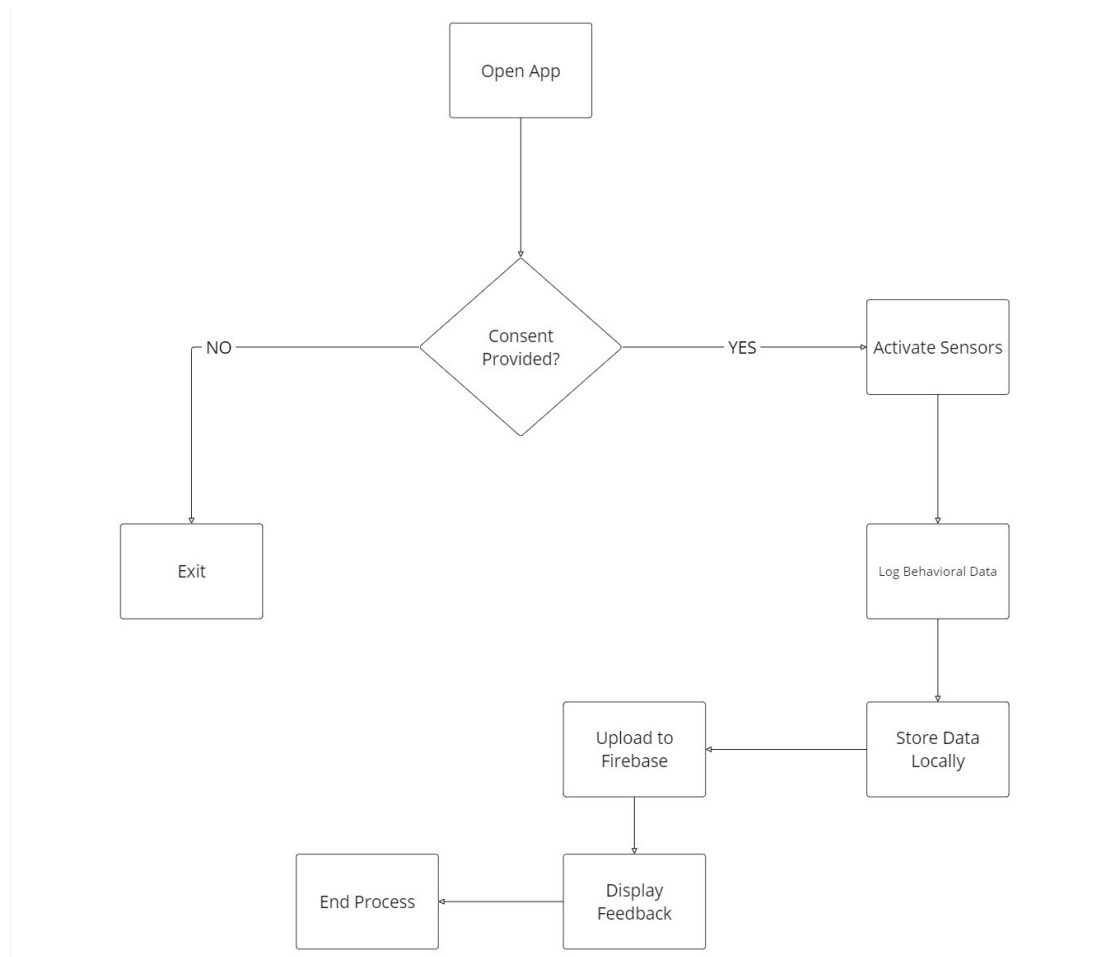 Open App
Consent
Provided?
NO
YES
Activate Sensors
Exit
Log Behavioral Data
Upload to
Firebase
Store Data
Locally
End Process
Display
Feedback